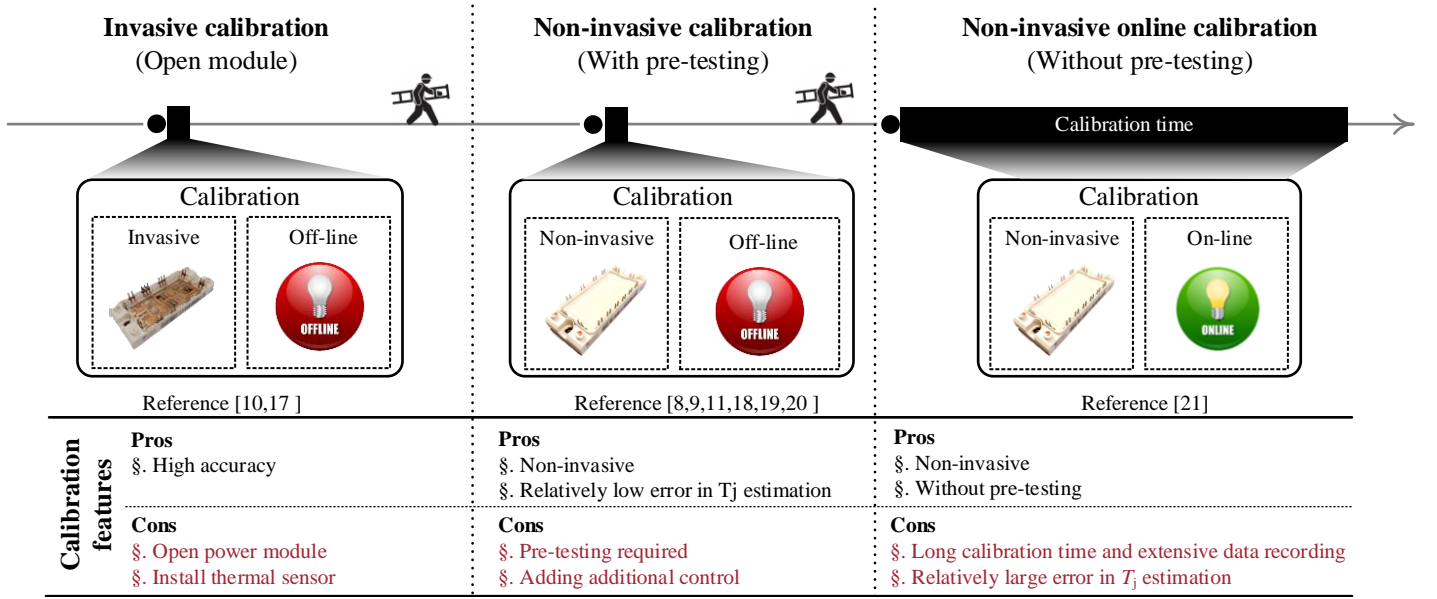 Invasive calibration
(Open module)
Non-invasive calibration
(With pre-testing)
Non-invasive online calibration
(Without pre-testing)
Calibration time
Calibration
Invasive
Off-line
OFFLINE
Calibration
Non-invasive
Off-line
OFFLINE
Calibration
Non-invasive
On-line
ONLINE
Reference [10,17 ]
Reference [8,9,11,18,19,20 ]
Reference [21]
Calibration
features
Pros
§. High accuracy
Pros
§. Non-invasive
§. Relatively low error in Tj estimation
Pros
§. Non-invasive
§. Without pre-testing
Cons
§. Open power module
§. Install thermal sensor
Cons
§. Pre-testing required
§. Adding additional control
Cons
§. Long calibration time and extensive data recording
§. Relatively large error in Tj estimation